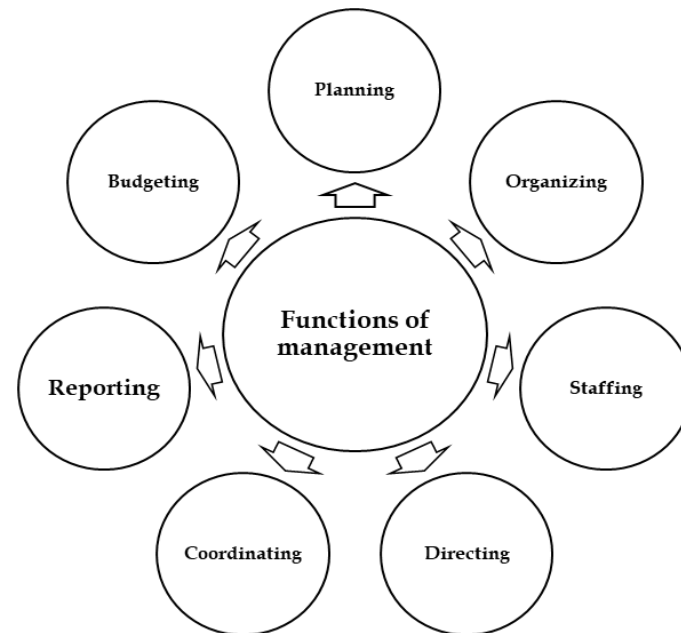 Planning
Organizing
Staffing
Directing
Coordinating
Reporting
Budgeting
Functions of
management